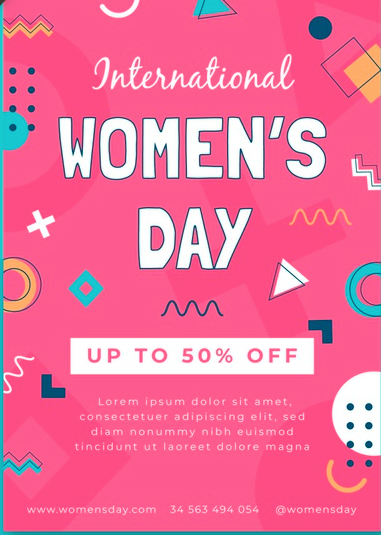 International
WOMEN'S
DAY
UP TO 50% OFF
Lorem ipsum dolor sit amet,
consectetuer adipiscing elit, sed
diam nonummy nibh euismod
tincidunt ut laoreet dolore magna
www.womensday.com 34 563 494 054 @womensday